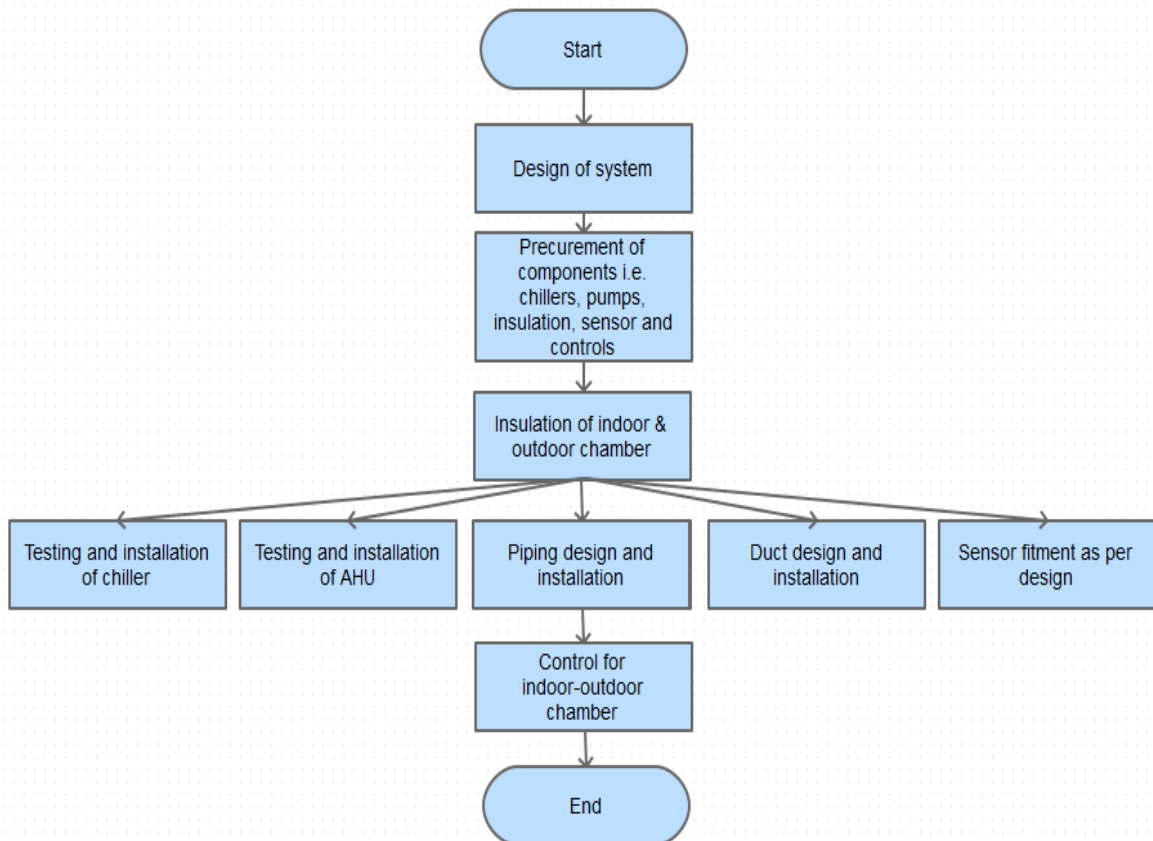 Start
Design of system
Precurement of
components i.e.
chillers, pumps,
insulation, sensor and
controls
Insulation of indoor &
outdoor chamber
Testing and installation
of chiller
Testing and installation
of AHU
Piping design and
installation
Duct design and
installation
Sensor fitment as per
design
Control for
indoor-outdoor
chamber
End